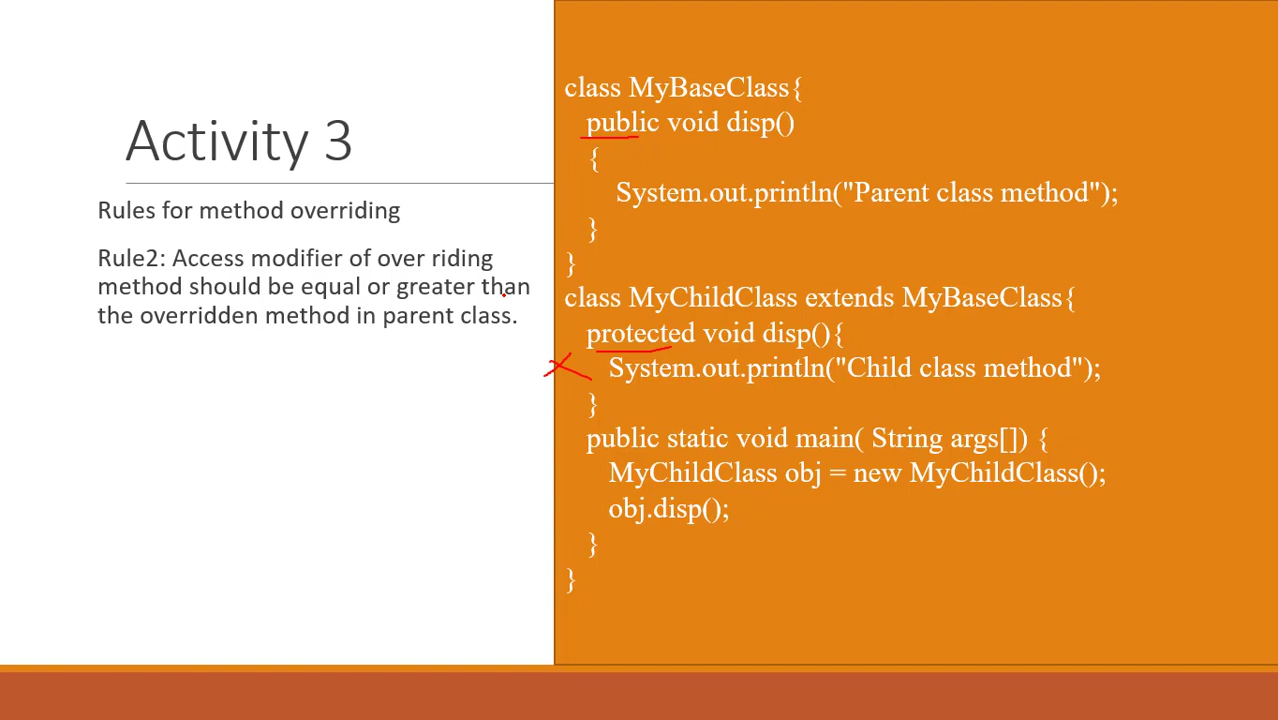 Activity 3
Rules for method overriding
Rule2: Access modifier of over riding
method should be equal or greater than
the overridden method in parent class.
class MyBaseClass{
public void disp()
{
System.out.println("Parent class method");
}
}
class MyChildClass extends MyBaseClass{
protected void disp(){
System.out.println("Child class method");
}
public static void main( String args[]) {
MyChildClass obj = new MyChildClass();
obj.disp();
}
}